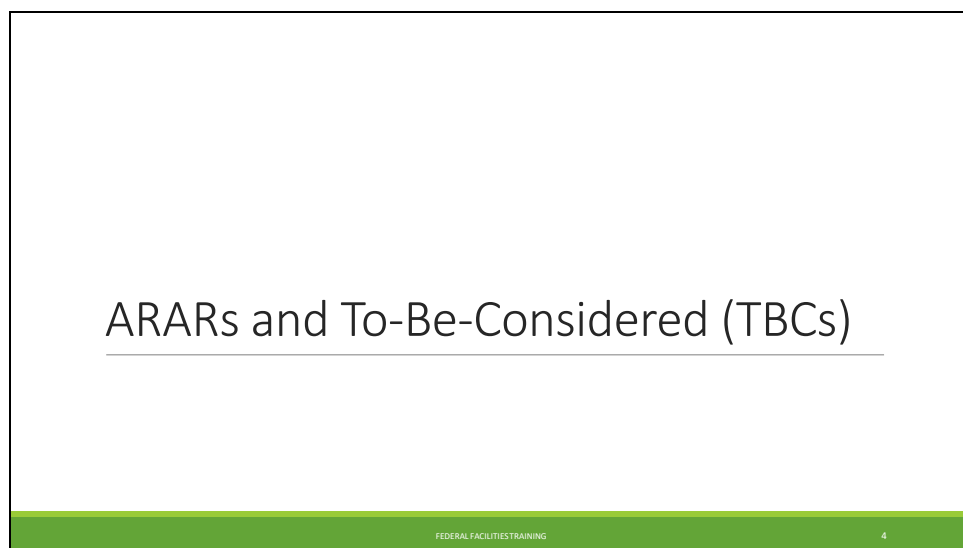 ARARs and To-Be-Considered (TBCs)
FEDERAL FACILITIES TRAINING
4